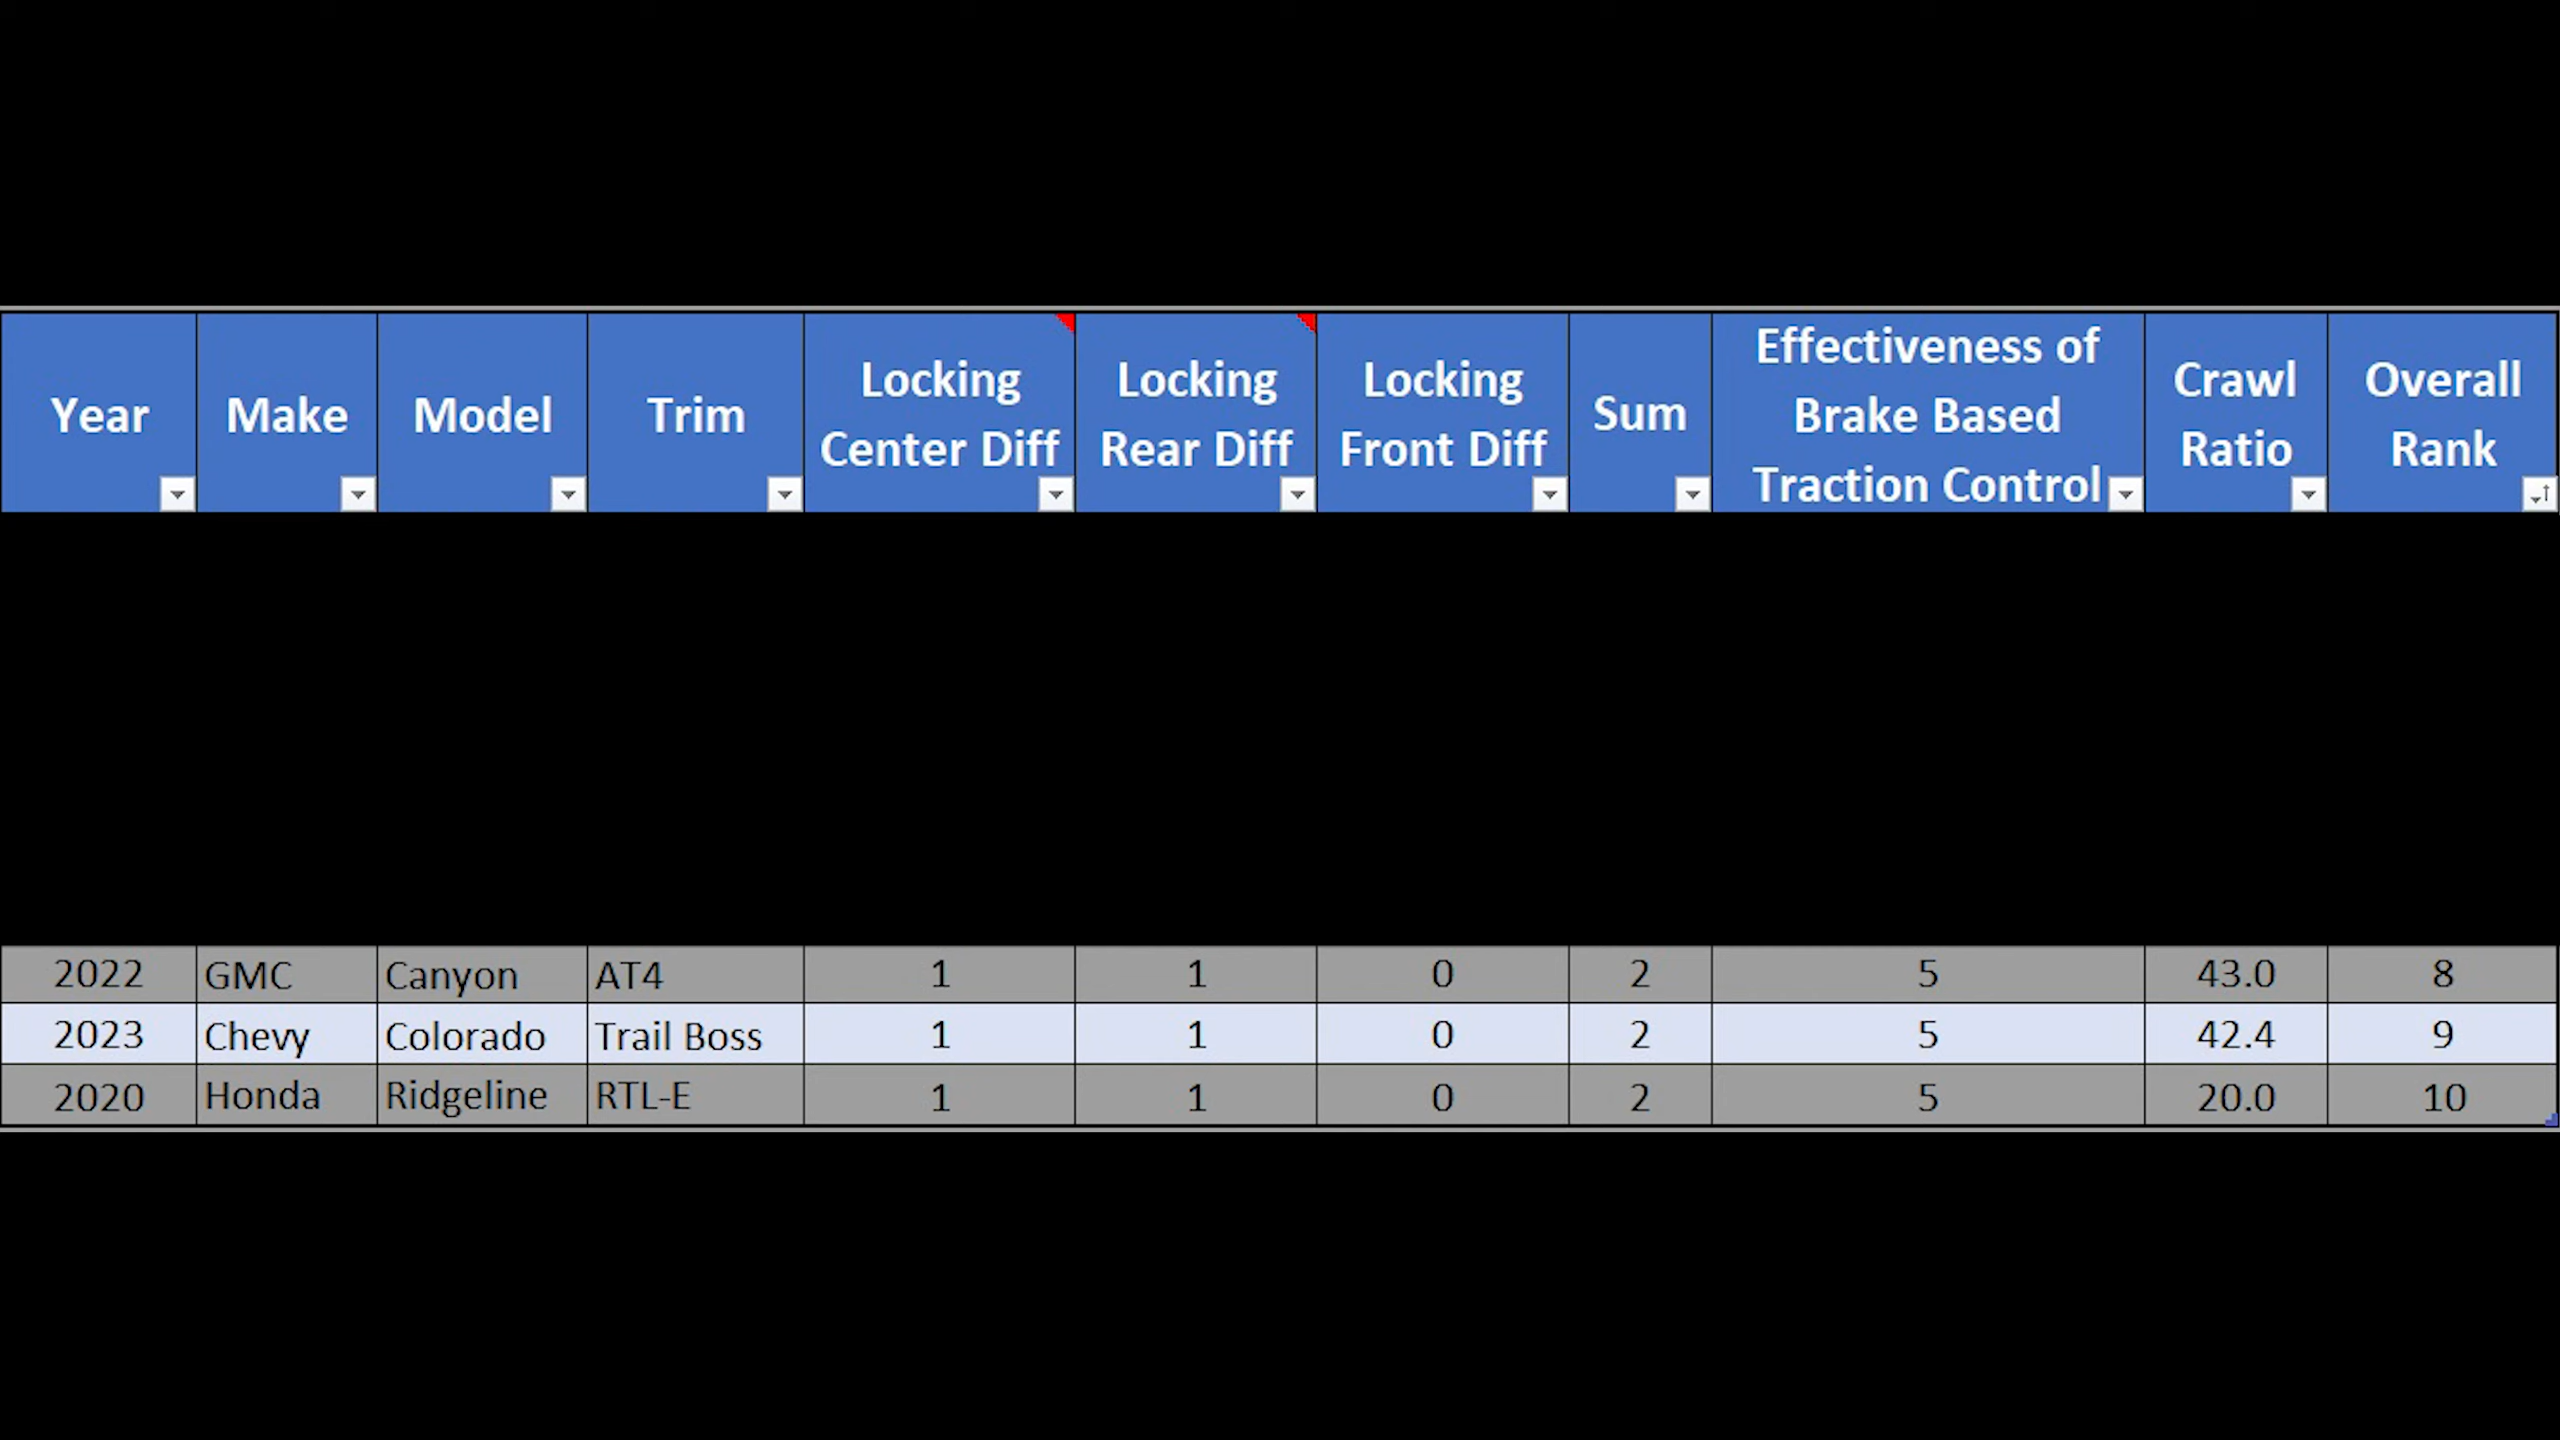 Year Make Model Trim Locking Center Diff Locking Rear Diff Locking Front Diff Sum Effectiveness of Brake Based Traction Control Crawl Ratio Overall Rank
2022 GMC Canyon AT4 1 1 0 2 5 43.0 8
2023 Chevy Colorado Trail Boss 1 1 0 2 5 42.4 9
2020 Honda Ridgeline RTL-E 1 1 0 2 5 20.0 10